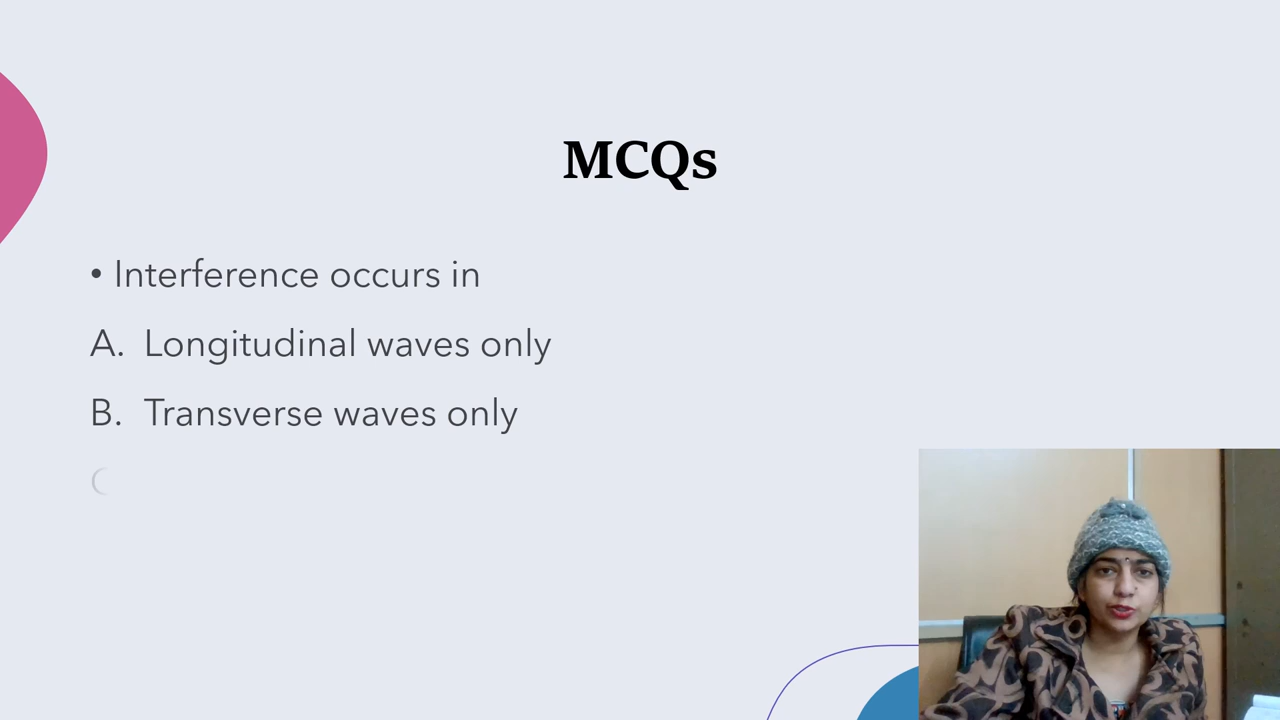 MCQs
• Interference occurs in
A. Longitudinal waves only
B. Transverse waves only